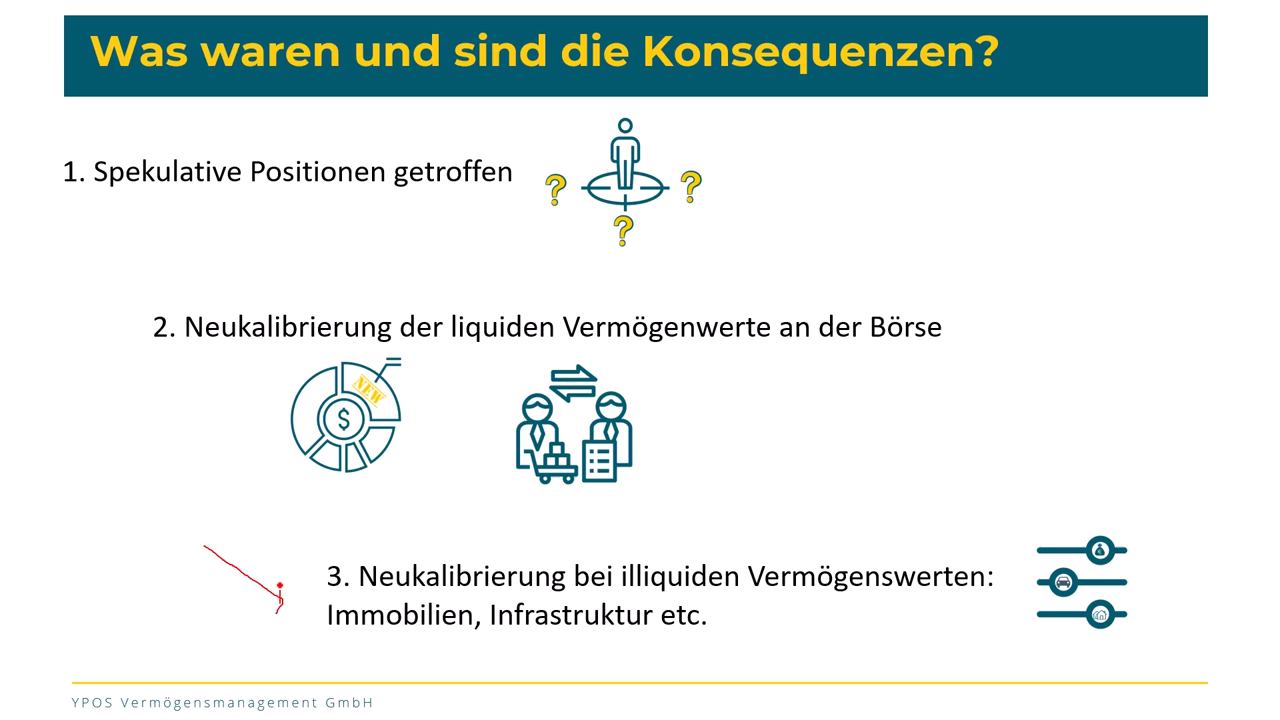 Was waren und sind die Konsequenzen?
1. Spekulative Positionen getroffen
?
?
?
2. Neukalibrierung der liquiden Vermögenwerte an der Börse
NEW
$
3. Neukalibrierung bei illiquiden Vermögenswerten:
Immobilien, Infrastruktur etc.
YPOS Vermögensmanagement GmbH